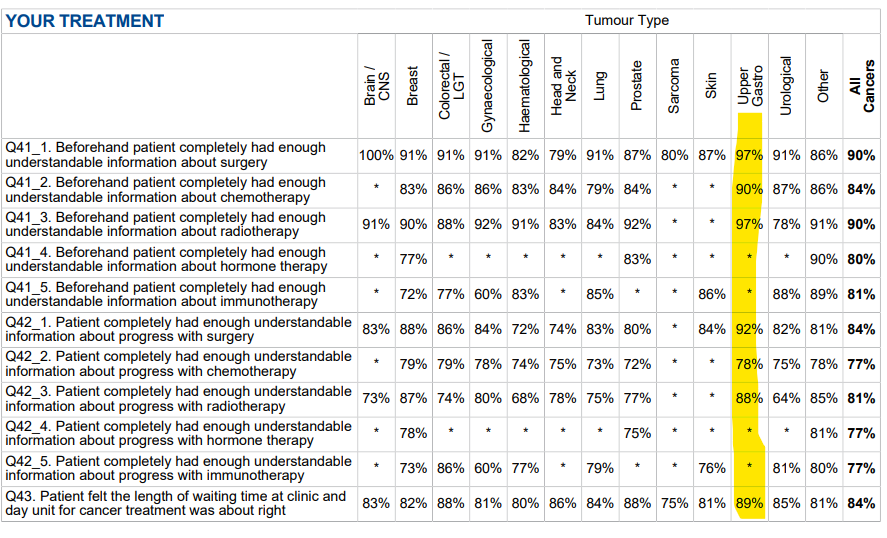 YOUR TREATMENT
Tumour Type
Brain / CNS Breast Colorectal / LGT Gynaecological Haematological Head and Neck Lung Prostate Sarcoma Skin Upper Gastro Urological Other All Cancers
Q41_1. Beforehand patient completely had enough
understandable information about surgery
100% 91% 91% 91% 82% 79% 91% 87% 80% 87% 97% 91% 86% 90%
Q41_2. Beforehand patient completely had enough
understandable information about chemotherapy
* 83% 86% 86% 83% 84% 79% 84% * * 90% 87% 86% 84%
Q41_3. Beforehand patient completely had enough
understandable information about radiotherapy
91% 90% 88% 92% 91% 83% 84% 92% * * 97% 78% 91% 90%
Q41_4. Beforehand patient completely had enough
understandable information about hormone therapy
* 77% * * * * * 83% * * * * 90% 80%
Q41_5. Beforehand patient completely had enough
understandable information about immunotherapy
* 72% 77% 60% 83% * 85% * * 86% * 88% 89% 81%
Q42_1. Patient completely had enough understandable
information about progress with surgery
83% 88% 86% 84% 72% 74% 83% 80% * 84% 92% 82% 81% 84%
Q42_2. Patient completely had enough understandable
information about progress with chemotherapy
* 79% 79% 78% 74% 75% 73% 72% * * 78% 75% 78% 77%
Q42_3. Patient completely had enough understandable
information about progress with radiotherapy
73% 87% 74% 80% 68% 78% 75% 77% * * 88% 64% 85% 81%
Q42_4. Patient completely had enough understandable
information about progress with hormone therapy
* 78% * * * * * 75% * * * * 81% 77%
Q42_5. Patient completely had enough understandable
information about progress with immunotherapy
* 73% 86% 60% 77% * 79% * * 76% * 81% 80% 77%
Q43. Patient felt the length of waiting time at clinic and
day unit for cancer treatment was about right
83% 82% 88% 81% 80% 86% 84% 88% 75% 81% 89% 85% 81% 84%